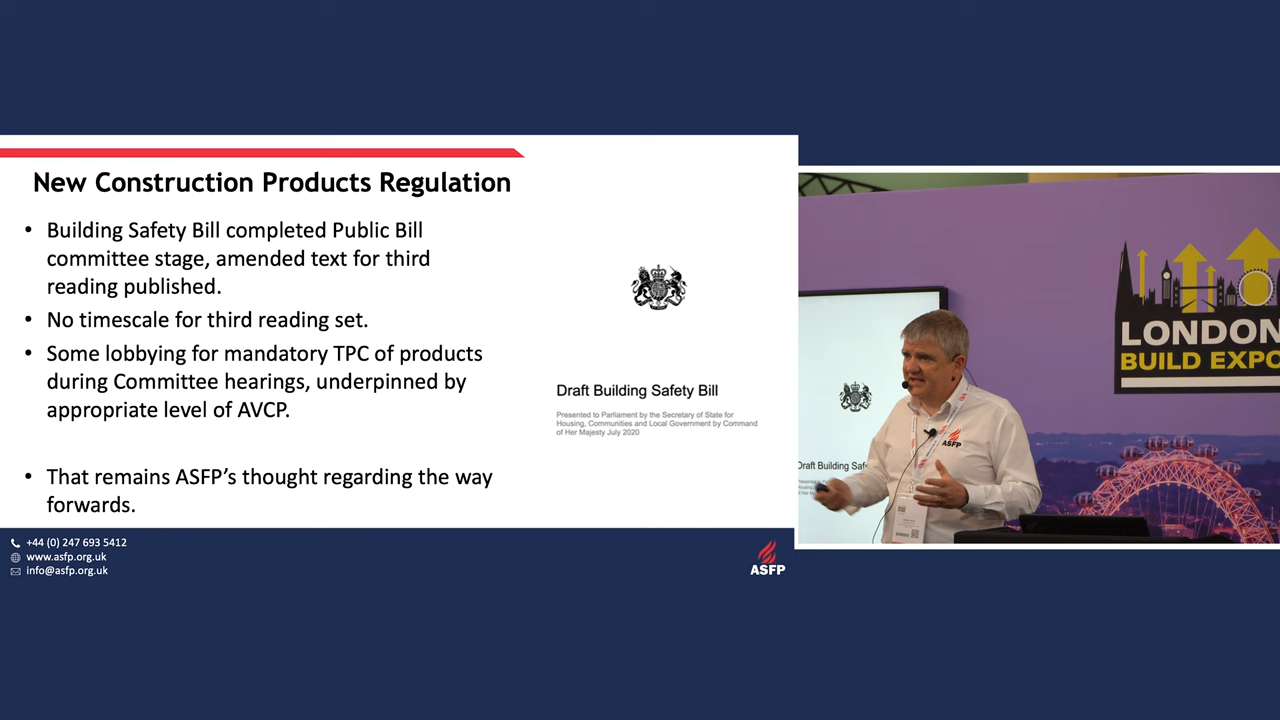 New Construction Products Regulation
• Building Safety Bill completed Public Bill
committee stage, amended text for third
reading published.
• No timescale for third reading set.
• Some lobbying for mandatory TPC of products
during Committee hearings, underpinned by
appropriate level of AVCP.
• That remains ASFP’s thought regarding the way
forwards.
Draft Building Safety Bill
Presented to Parliament by the Secretary of State for
Housing, Communities and Local Government by Command
of Her Majesty July 2020
+44 (0) 247 693 5412
www.asfp.org.uk
info@asfp.org.uk
ASFP
LONDON
BUILD EXPO
Draft Building Saf
ASFP